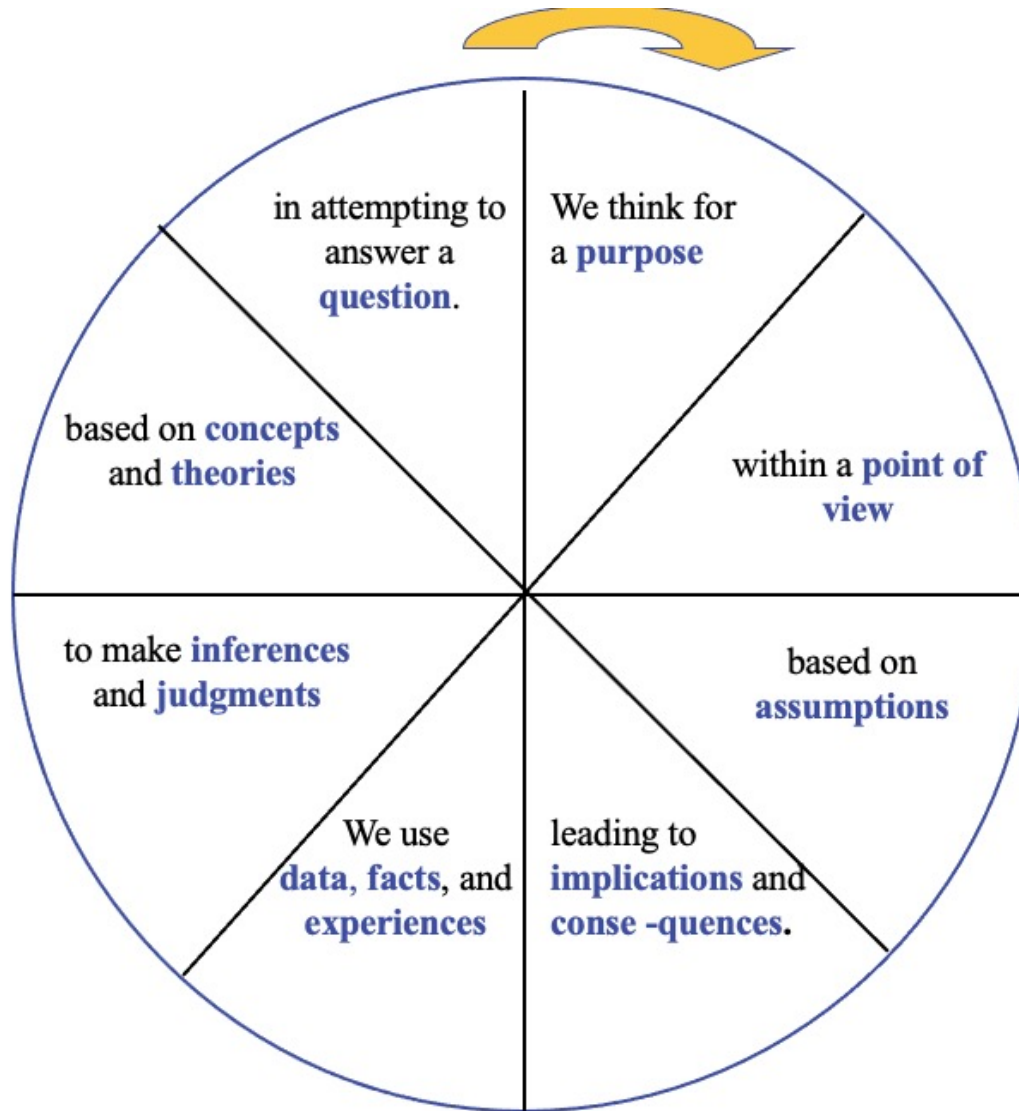 We think for
a purpose
within a point of
view
based on
assumptions
leading to
implications and
conse -quences.
We use
data, facts, and
experiences
to make inferences
and judgments
based on concepts
and theories
in attempting to
answer a
question.